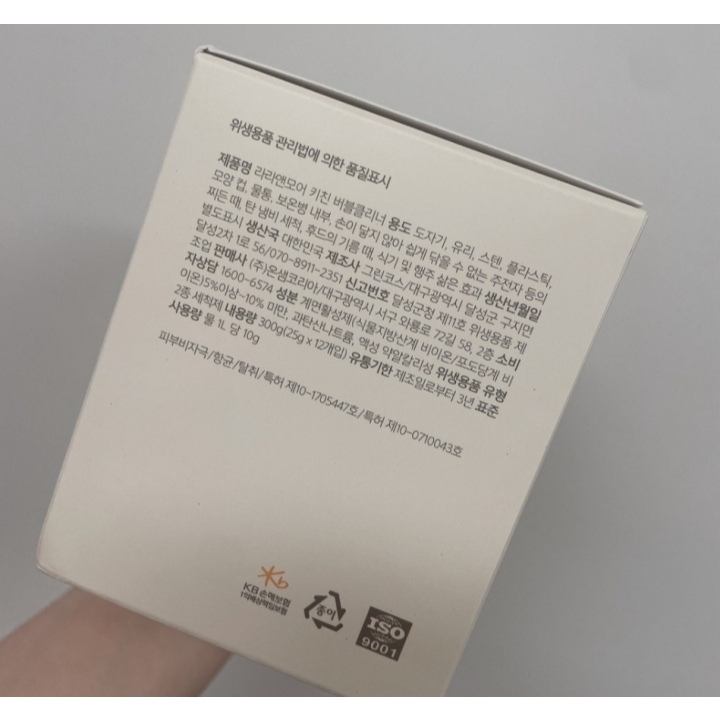 위생용품 관리법에 의한 품질표시
제품명 라라앤모어 키친 버블클리너 용도 도자기, 유리, 스텐, 플라스틱,
모양 컵, 물통, 보온병 내부, 손이 닿지 않아 쉽게 닦을 수 없는 주전자 등의
찌든 때, 탄 냄비 세척, 후드의 기름 때, 식기 및 행주 삶은 효과 생산년월일
별도표시 생산국 대한민국 제조사 그린코스/대구광역시 달성군 구지면
달성2차 1로 56/070-8911-2351 신고번호 달성군청 제11호 위생용품 제
조업 판매사 (주)온샘코리아/대구광역시 서구 와룡로 72길 58, 2층 소비
자상담 1600-6574 성분 계면활성제(식물지방산계 비이온/포도당계 비
이온)5%이상~10% 미만, 과탄산나트륨, 액성 약알칼리성 위생용품 유형
2종 세척제 내용량 300g(25g x 12개입) 유통기한 제조일로부터 3년 표준
사용량 물 1L 당 10g
피부비자극/항균/탈취/특허 제10-1705447호/특허 제10-0710043호
KB손해보험
1억배상책임보험
종이
ISO
9001